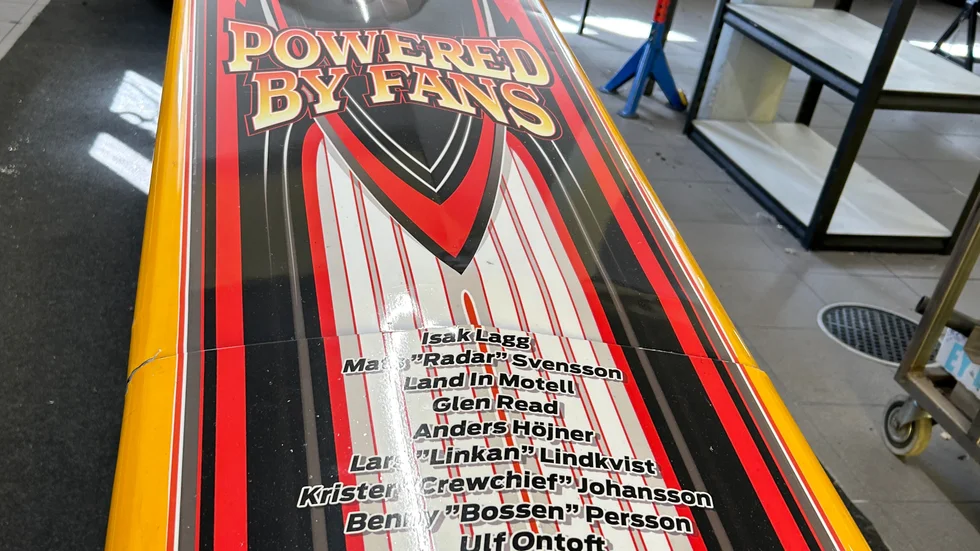 POWERED
BY FANS
Isak Lagg
Mats "Radar" Svensson
Land In Motell
Glen Read
Anders Höjner
Lars "Linkan" Lindkvist
Krister "Crewchief" Johansson
Benny "Bossen" Persson
Ulf Ontoft